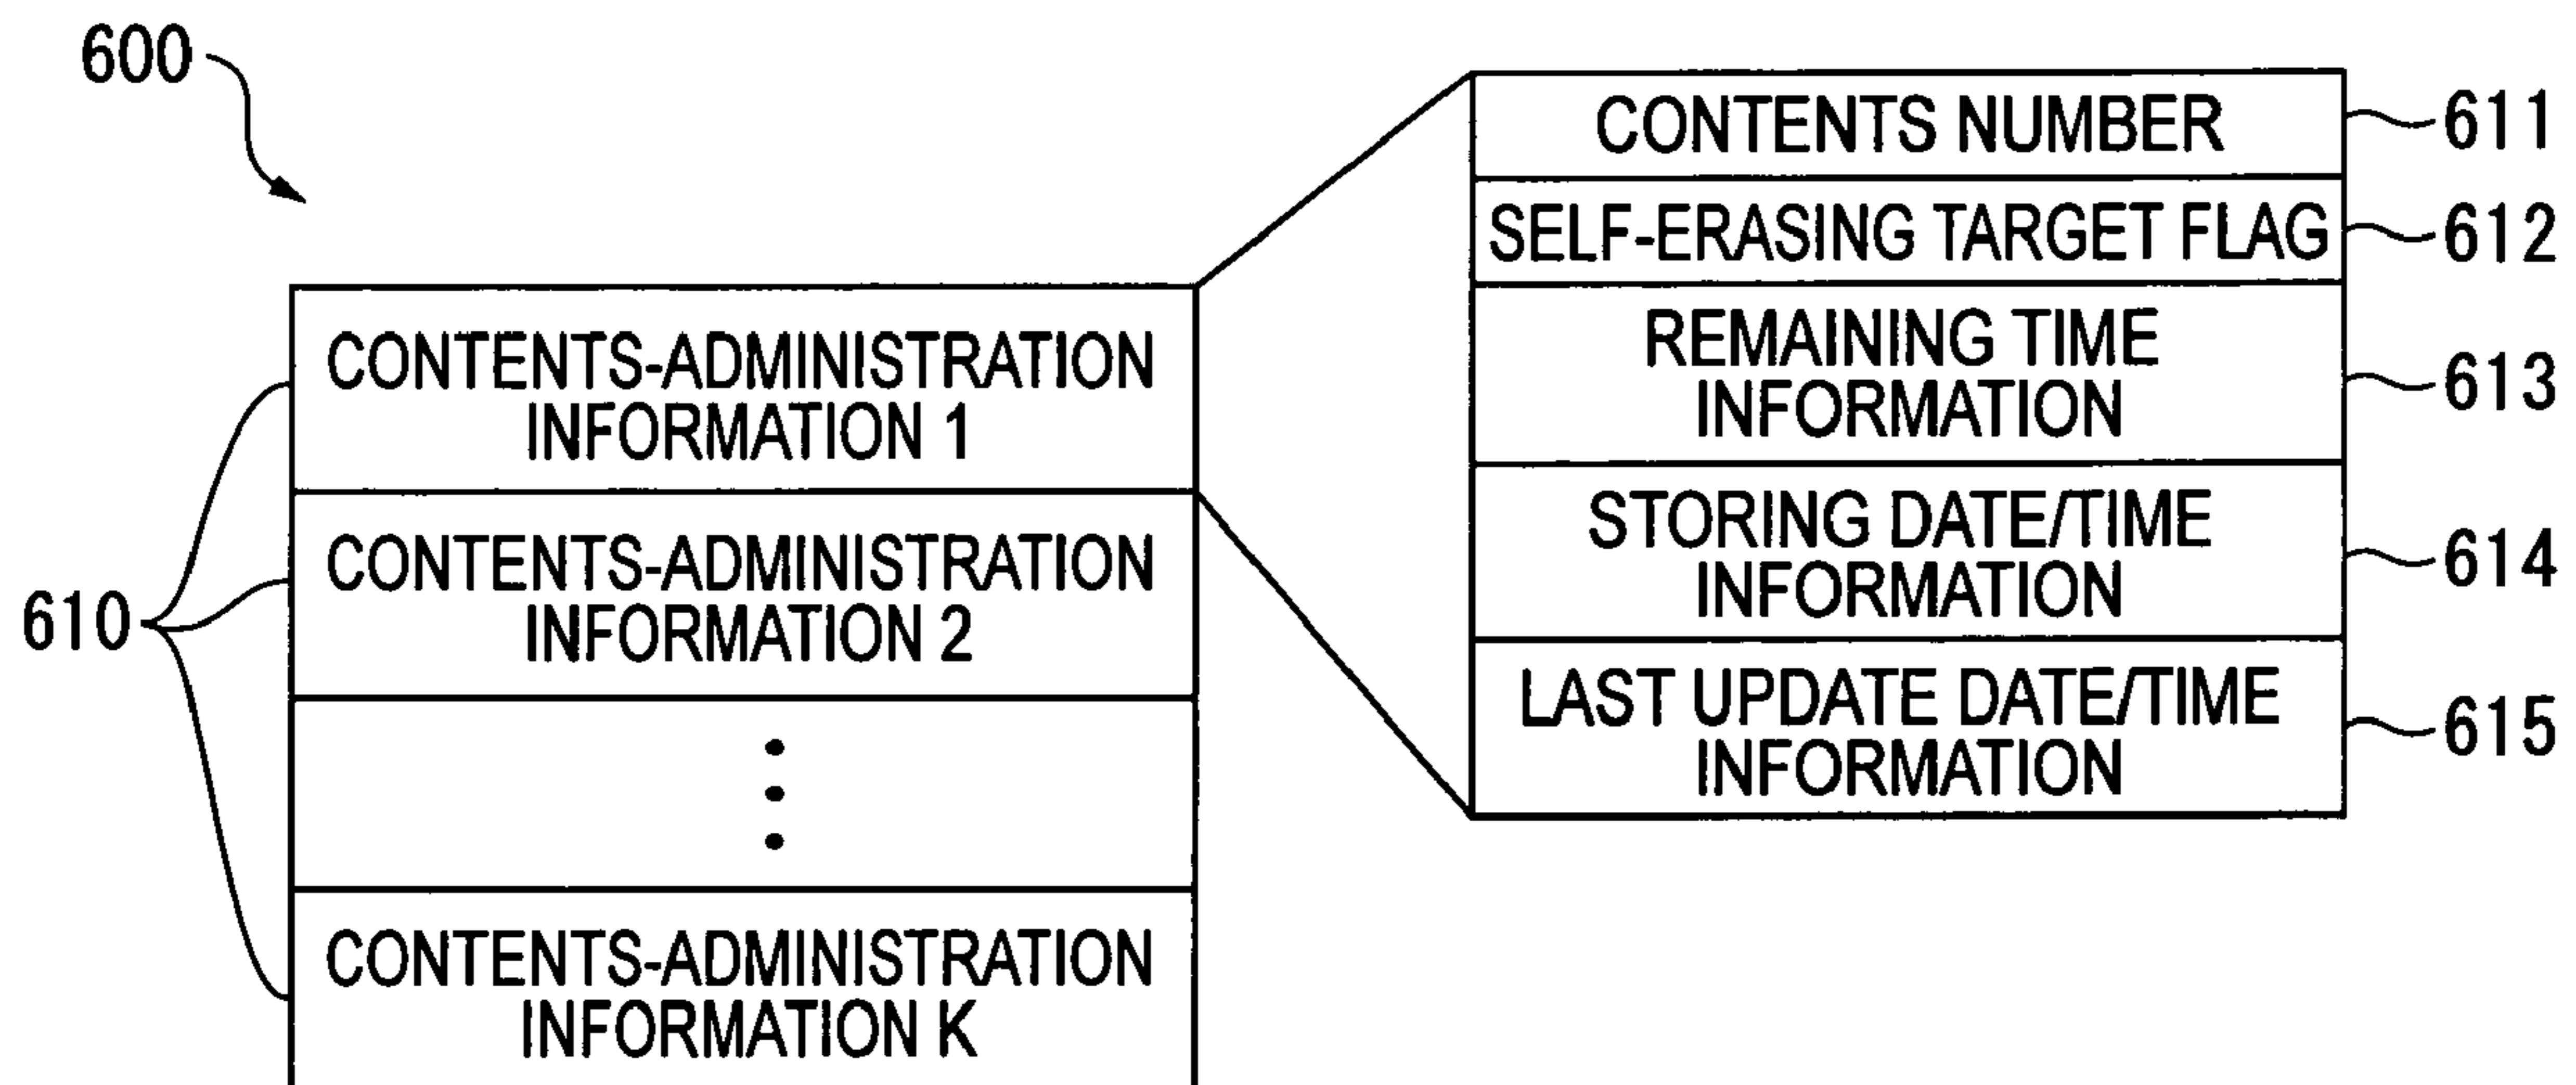 600
CONTENTS-ADMINISTRATION
INFORMATION 1
CONTENTS-ADMINISTRATION
INFORMATION 2
CONTENTS-ADMINISTRATION
INFORMATION K
610
CONTENTS NUMBER
611
SELF-ERASING TARGET FLAG
612
REMAINING TIME
INFORMATION
613
STORING DATE/TIME
INFORMATION
614
LAST UPDATE DATE/TIME
INFORMATION
615